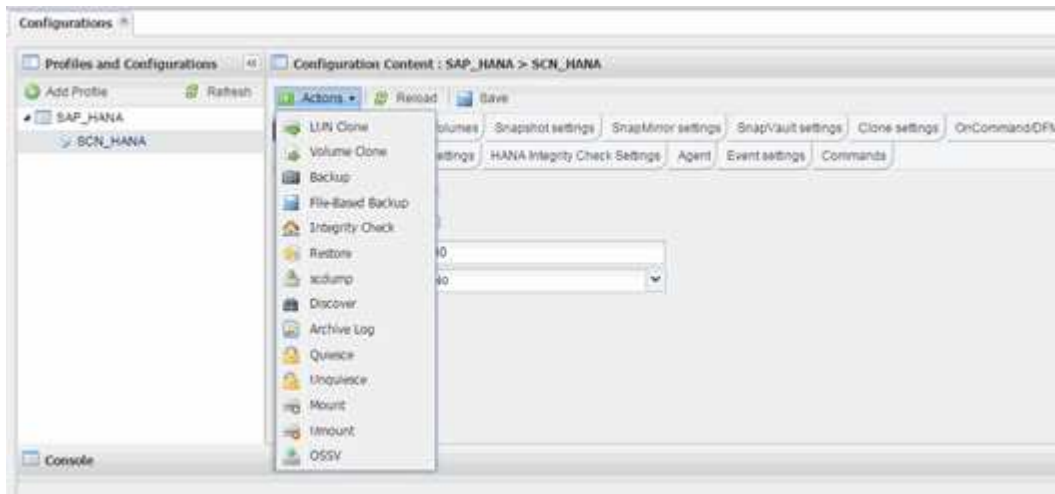 Configurations
Profiles and Configurations
Configuration Content : SAP_HANA > SCN_HANA
Add Profile
Refresh
Actions
Reload
Save
SAP_HANA
SCN_HANA
olumes
Snapshot settings
SnapMirror settings
SnapVault settings
Clone settings
OnCommand/DFM
ettings
HANA Integrity Check Settings
Agent
Event settings
Commands
LUN Clone
Volume Clone
Backup
File-Based Backup
Integrity Check
Restore
scdump
Discover
Archive Log
Quiesce
Unquiesce
Mount
Umount
OSSV
Console